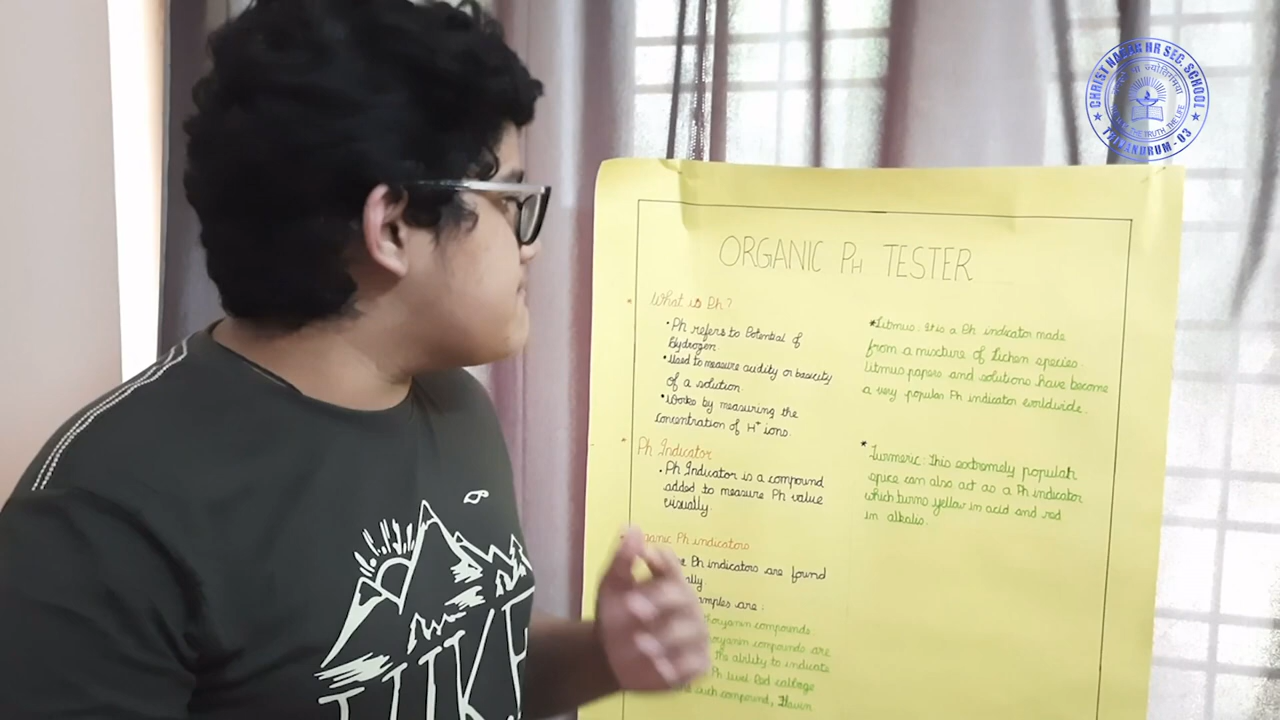 CHRIST NAGAR HR SEC. SCHOOL
THE TRUTH, THE LIFE
TRIVANDRUM - 03
ORGANIC PH TESTER
What is Ph?
• Ph refers to Potential of
Hydrogen
• Used to measure acidity or basicity
of a solution
• Works by measuring the
concentration of H+ ions.
Ph Indicator
• Ph Indicator is a compound
added to measure Ph value
visually.
Ph indicators
Ph indicators are found
are :
compounds
compounds are
the ability to indicate
Ph level Red cabbage
such compound, Flavin
*Litmus: It is a Ph indicator made
from a mixture of Lichen species.
Litmus papers and solutions have become
a very popular Ph indicator worldwide.
* Turmeric: This extremely popular
spice can also act as a Ph indicator
which turns yellow in acid and red
in alkalis.
LIKE